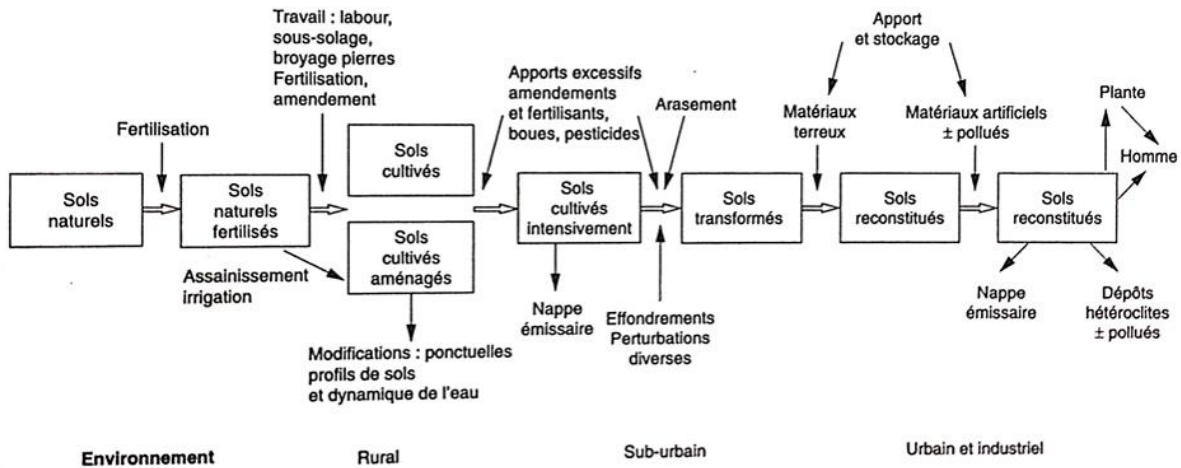 Travail : labour,
sous-solage,
broyage pierres
Fertilisation,
amendement
Apport
et stockage
Apports excessifs
amendements
et fertilisants,
boues, pesticides
Arasement
Matériaux
terreux
Matériaux artificiels
± pollués
Plante
Homme
Fertilisation
Sols
naturels
Sols
naturels
fertilisés
Sols
cultivés
Sols
cultivés
aménagés
Sols
cultivés
intensivement
Sols
transformés
Sols
reconstitués
Sols
reconstitués
Assainissement
irrigation
Nappe
émissaire
Effondrements
Perturbations
diverses
Nappe
émissaire
Dépôts
hétéroclites
± pollués
Modifications : ponctuelles
profils de sols
et dynamique de l'eau
Environnement
Rural
Sub-urbain
Urbain et industriel